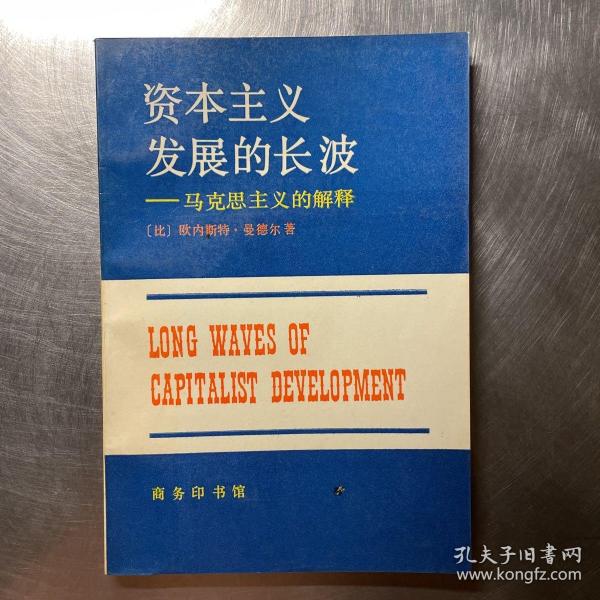 资本主义
发展的长波
——马克思主义的解释
〔比〕欧内斯特·曼德尔著
LONG WAVES OF
CAPITALIST DEVELOPMENT
商务印书馆
孔夫子旧书网
www.kongfz.com